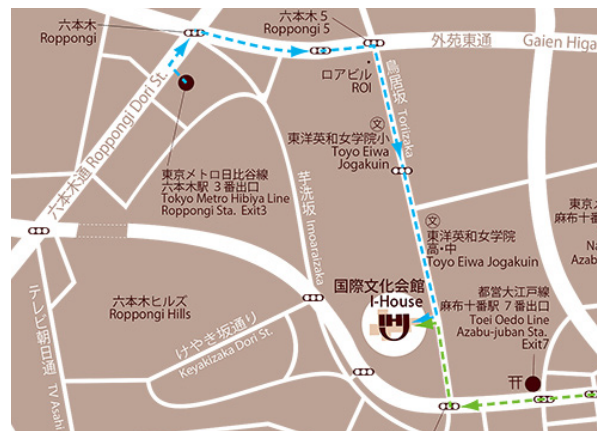 六本木
Roppongi
六本木 5
Roppongi 5
外苑東通 Gaien Higa
ロアビル
ROI
鳥居坂 Toriizaka
六本木通 Roppongi Dori St.
文
東洋英和女学院小
Toyo Eiwa
Jogakuin
東京メトロ日比谷線
六本木駅 3 番出口
Tokyo Metro Hibiya Line
Roppongi Sta. Exit3
芋洗坂 Imoaraizaka
文
東洋英和女学院
高・中
Toyo Eiwa Jogakuin
東京メ
麻布十番
Na
Azab
国際文化会館
I-House
IHJ
都営大江戸線
麻布十番駅 7 番出口
Toei Oedo Line
Azabu-juban Sta.
Exit7
六本木ヒルズ
Roppongi Hills
けやき坂通り
Keyakizaka Dori St.
テレビ朝日通 TV Asahi